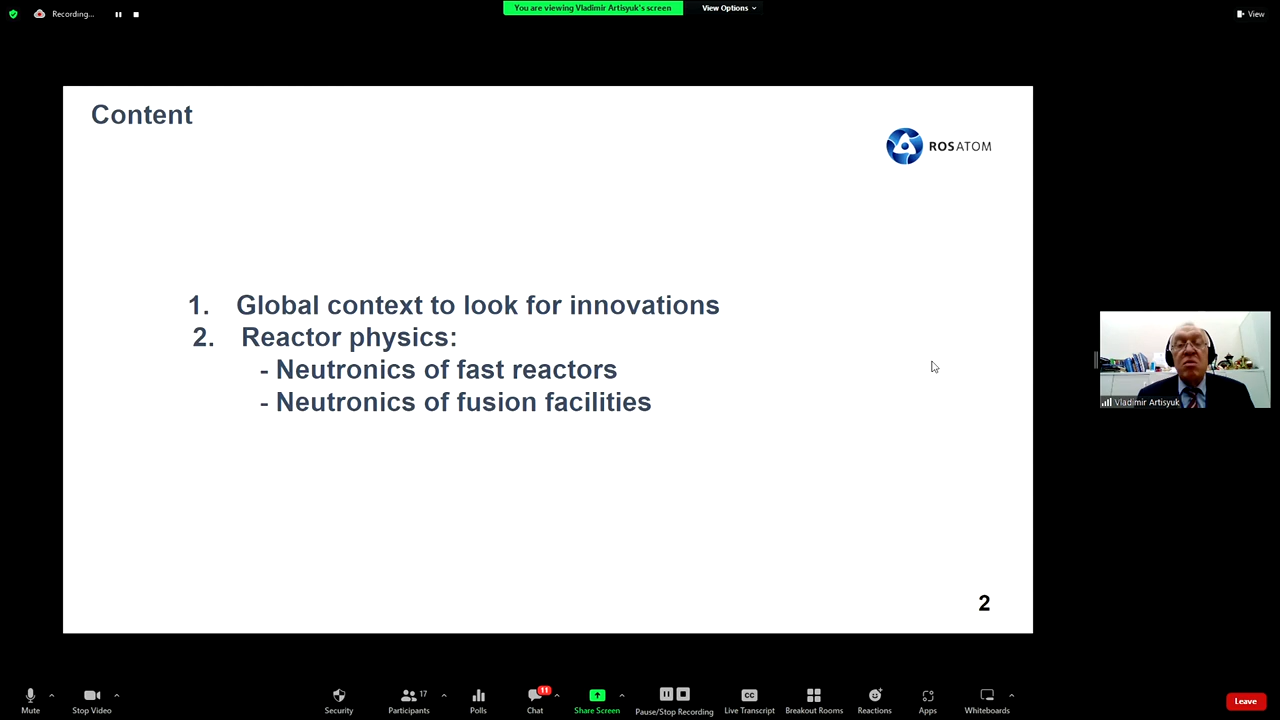 Recording...
You are viewing Vladimir Artisyuk's screen
View Options
View
Content
ROSATOM
1. Global context to look for innovations
2. Reactor physics:
- Neutronics of fast reactors
- Neutronics of fusion facilities
2
Vladimir Artisyuk
Mute
Stop Video
Security
17
Participants
Polls
11
Chat
Share Screen
Pause/Stop Recording
CC
Live Transcript
Breakout Rooms
Reactions
Apps
Whiteboards
Leave